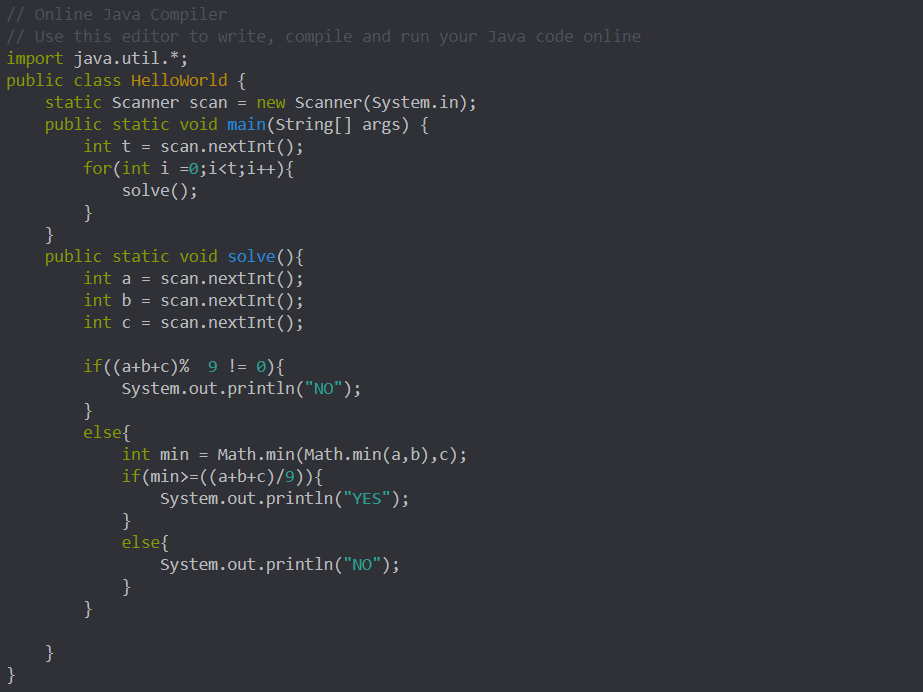 // Online Java Compiler
// Use this editor to write, compile and run your Java code online
import java.util.*;
public class HelloWorld {
    static Scanner scan = new Scanner(System.in);
    public static void main(String[] args) {
        int t = scan.nextInt();
        for(int i =0;i<t;i++){
            solve();
        }
    }
    public static void solve(){
        int a = scan.nextInt();
        int b = scan.nextInt();
        int c = scan.nextInt();

        if((a+b+c)%  9 != 0){
            System.out.println("NO");
        }
        else{
            int min = Math.min(Math.min(a,b),c);
            if(min>=((a+b+c)/9)){
                System.out.println("YES");
            }
            else{
                System.out.println("NO");
            }
        }

    }
}